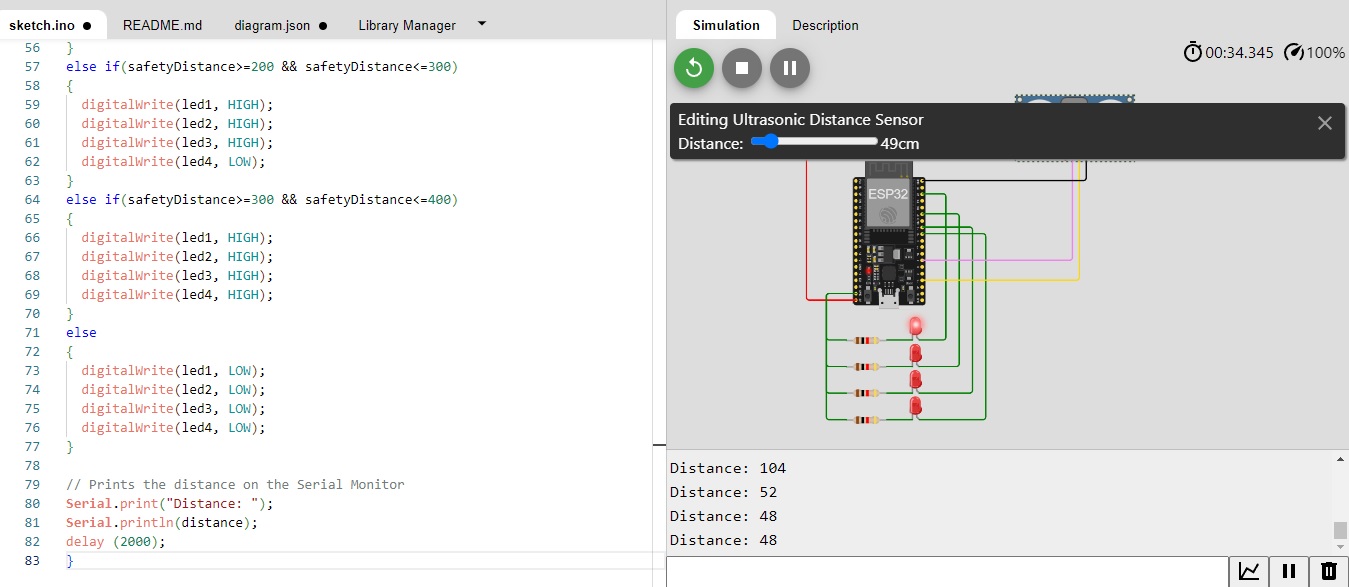 sketch.ino ● README.md diagram.json ● Library Manager
56 }
57 else if(safetyDistance>=200 && safetyDistance<=300)
58 {
59 digitalWrite(led1, HIGH);
60 digitalWrite(led2, HIGH);
61 digitalWrite(led3, HIGH);
62 digitalWrite(led4, LOW);
63 }
64 else if(safetyDistance>=300 && safetyDistance<=400)
65 {
66 digitalWrite(led1, HIGH);
67 digitalWrite(led2, HIGH);
68 digitalWrite(led3, HIGH);
69 digitalWrite(led4, HIGH);
70 }
71 else
72 {
73 digitalWrite(led1, LOW);
74 digitalWrite(led2, LOW);
75 digitalWrite(led3, LOW);
76 digitalWrite(led4, LOW);
77 }
78
79 // Prints the distance on the Serial Monitor
80 Serial.print("Distance: ");
81 Serial.println(distance);
82 delay (2000);
83 }
Simulation Description
00:34.345 100%
Editing Ultrasonic Distance Sensor
Distance: 49cm
ESP32
Distance: 104
Distance: 52
Distance: 48
Distance: 48